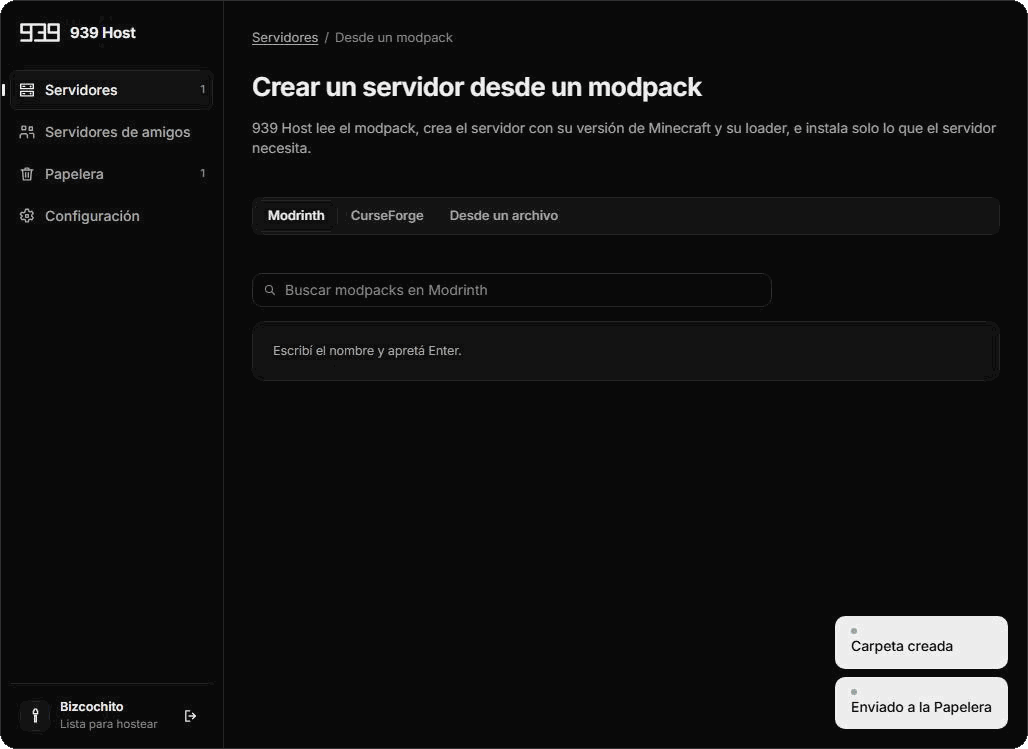 939 939 Host
Servidores 1
Servidores de amigos
Papelera 1
Configuración
Bizcochito
Lista para hostear
Servidores / Desde un modpack
Crear un servidor desde un modpack
939 Host lee el modpack, crea el servidor con su versión de Minecraft y su loader, e instala solo lo que el servidor
necesita.
Modrinth CurseForge Desde un archivo
Buscar modpacks en Modrinth
Escribí el nombre y apretá Enter.
Carpeta creada
Enviado a la Papelera